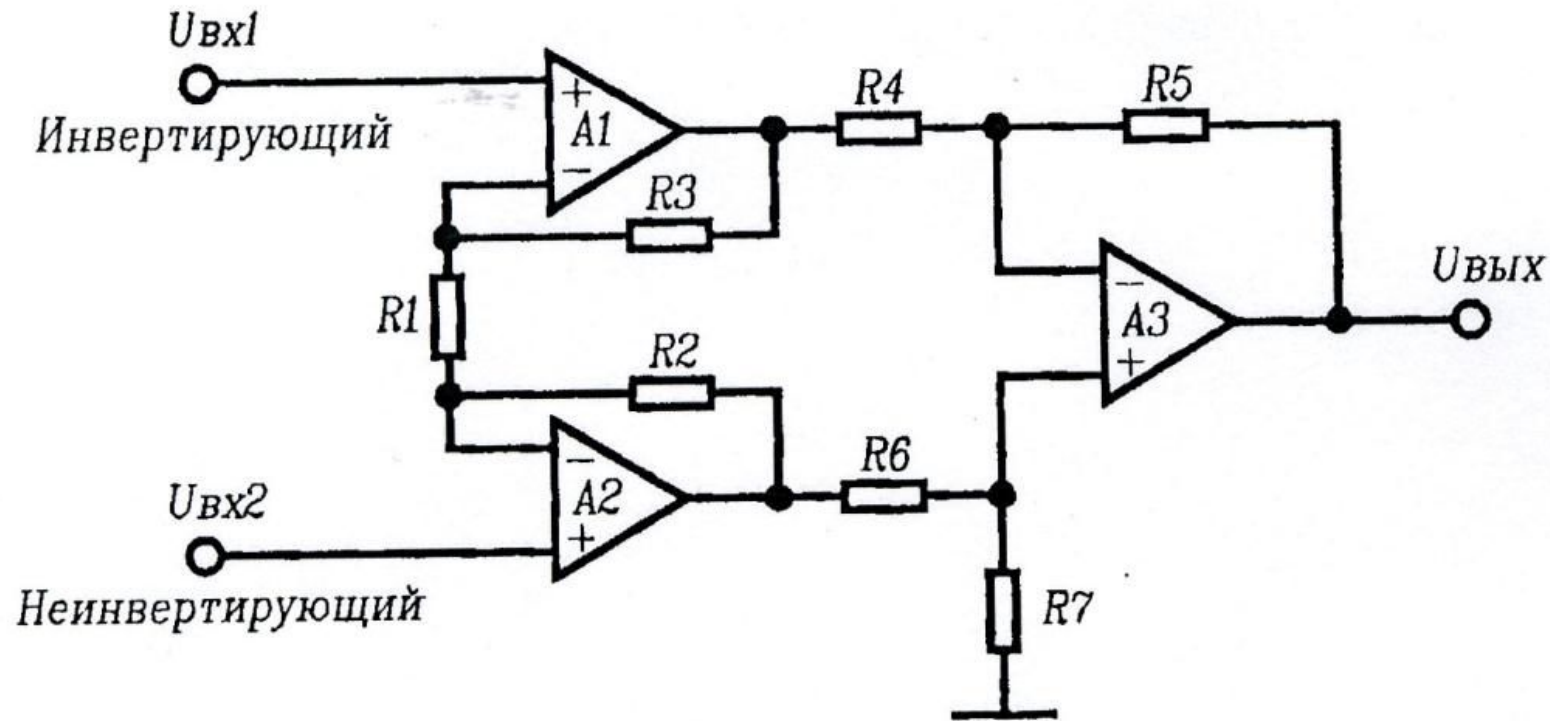 Uвх1
Инвертирующий
+
A1
−
R4
R5
R3
R1
−
A3
+
Uвых
R2
−
A2
+
R6
Uвх2
Неинвертирующий
R7